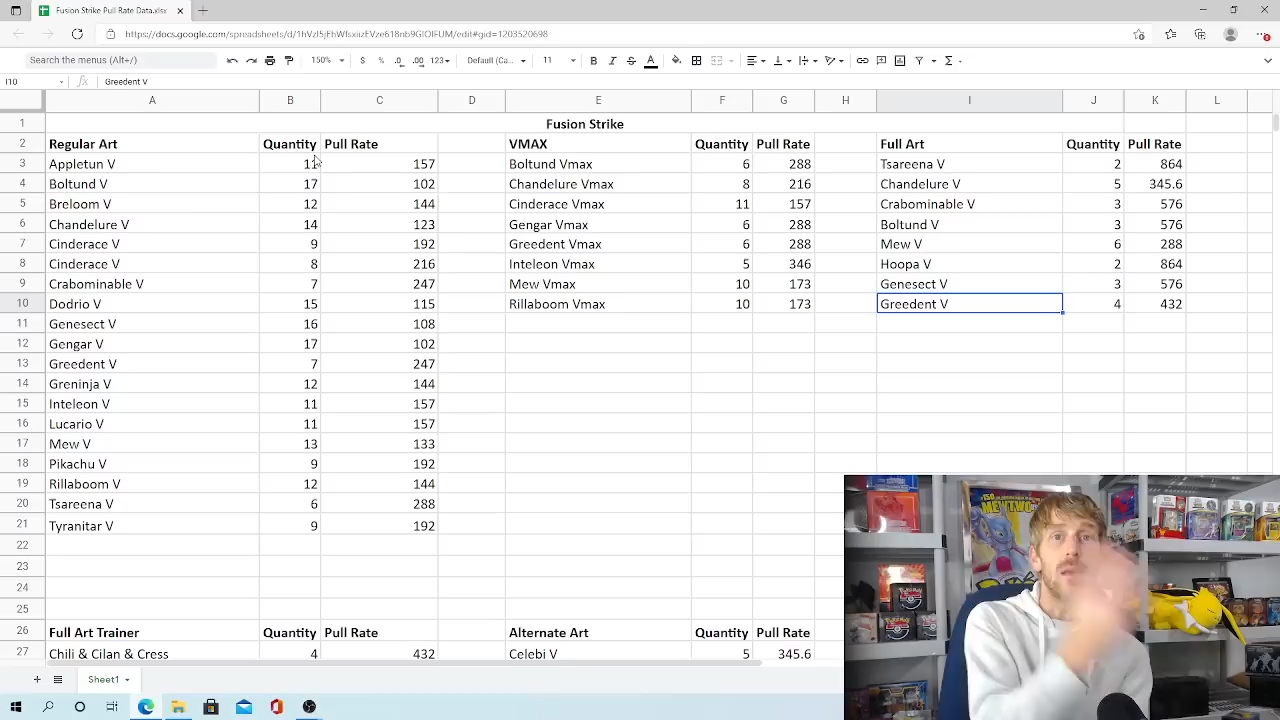 Fusion Strike Pull Rate Data.xlsx
https://docs.google.com/spreadsheets/d/
/edit#gid=1203520698
Search the menus (Alt+/) 150% $ % .0 .00 123 Default (Ca... 11 B I S A
I10 fx Greedent V
A B C D E F G H I J K L
1 Fusion Strike
2 Regular Art Quantity Pull Rate VMAX Quantity Pull Rate Full Art Quantity Pull Rate
3 Appletun V 11 157 Boltund Vmax 6 288 Tsareena V 2 864
4 Boltund V 17 102 Chandelure Vmax 8 216 Chandelure V 5 345.6
5 Breloom V 12 144 Cinderace Vmax 11 157 Crabominable V 3 576
6 Chandelure V 14 123 Gengar Vmax 6 288 Boltund V 3 576
7 Cinderace V 9 192 Greedent Vmax 6 288 Mew V 6 288
8 Cinderace V 8 216 Inteleon Vmax 5 346 Hoopa V 2 864
9 Crabominable V 7 247 Mew Vmax 10 173 Genesect V 3 576
10 Dodrio V 15 115 Rillaboom Vmax 10 173 Greedent V 4 432
11 Genesect V 16 108
12 Gengar V 17 102
13 Greedent V 7 247
14 Greninja V 12 144
15 Inteleon V 11 157
16 Lucario V 11 157
17 Mew V 13 133
18 Pikachu V 9 192
19 Rillaboom V 12 144
20 Tsareena V 6 288
21 Tyranitar V 9 192
22
23
24
25
26 Full Art Trainer Quantity Pull Rate Alternate Art Quantity Pull Rate
27 Chili & Cilan & Cress 4 432 Celebi V 5 345.6
Sheet1
MEWTWO